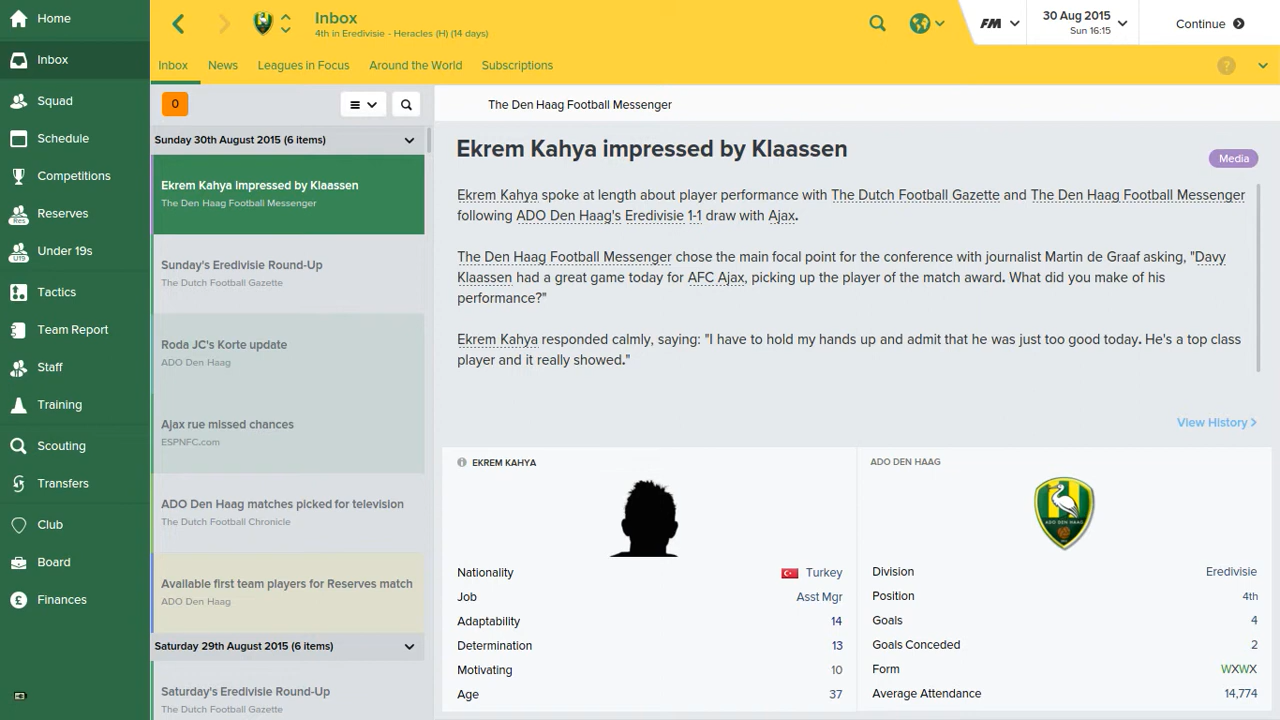 Home
Inbox
Squad
Schedule
Competitions
Reserves
Under 19s
Tactics
Team Report
Staff
Training
Scouting
Transfers
Club
Board
Finances
Inbox
4th in Eredivisie - Heracles (H) (14 days)
FM
30 Aug 2015
Sun 16:15
Continue
Inbox News Leagues in Focus Around the World Subscriptions
?
0
Sunday 30th August 2015 (6 items)
Ekrem Kahya impressed by Klaassen
The Den Haag Football Messenger
Sunday's Eredivisie Round-Up
The Dutch Football Gazette
Roda JC's Korte update
ADO Den Haag
Ajax rue missed chances
ESPNFC.com
ADO Den Haag matches picked for television
The Dutch Football Chronicle
Available first team players for Reserves match
ADO Den Haag
Saturday 29th August 2015 (6 items)
Saturday's Eredivisie Round-Up
The Dutch Football Gazette
The Den Haag Football Messenger
Ekrem Kahya impressed by Klaassen
Media
Ekrem Kahya spoke at length about player performance with The Dutch Football Gazette and The Den Haag Football Messenger
following ADO Den Haag's Eredivisie 1-1 draw with Ajax.
The Den Haag Football Messenger chose the main focal point for the conference with journalist Martin de Graaf asking, "Davy
Klaassen had a great game today for AFC Ajax, picking up the player of the match award. What did you make of his
performance?"
Ekrem Kahya responded calmly, saying: "I have to hold my hands up and admit that he was just too good today. He's a top class
player and it really showed."
View History
EKREM KAHYA
Nationality Turkey
Job Asst Mgr
Adaptability 14
Determination 13
Motivating 10
Age 37
ADO DEN HAAG
ADO DEN HAAG
Division Eredivisie
Position 4th
Goals 4
Goals Conceded 2
Form WXWX
Average Attendance 14,774